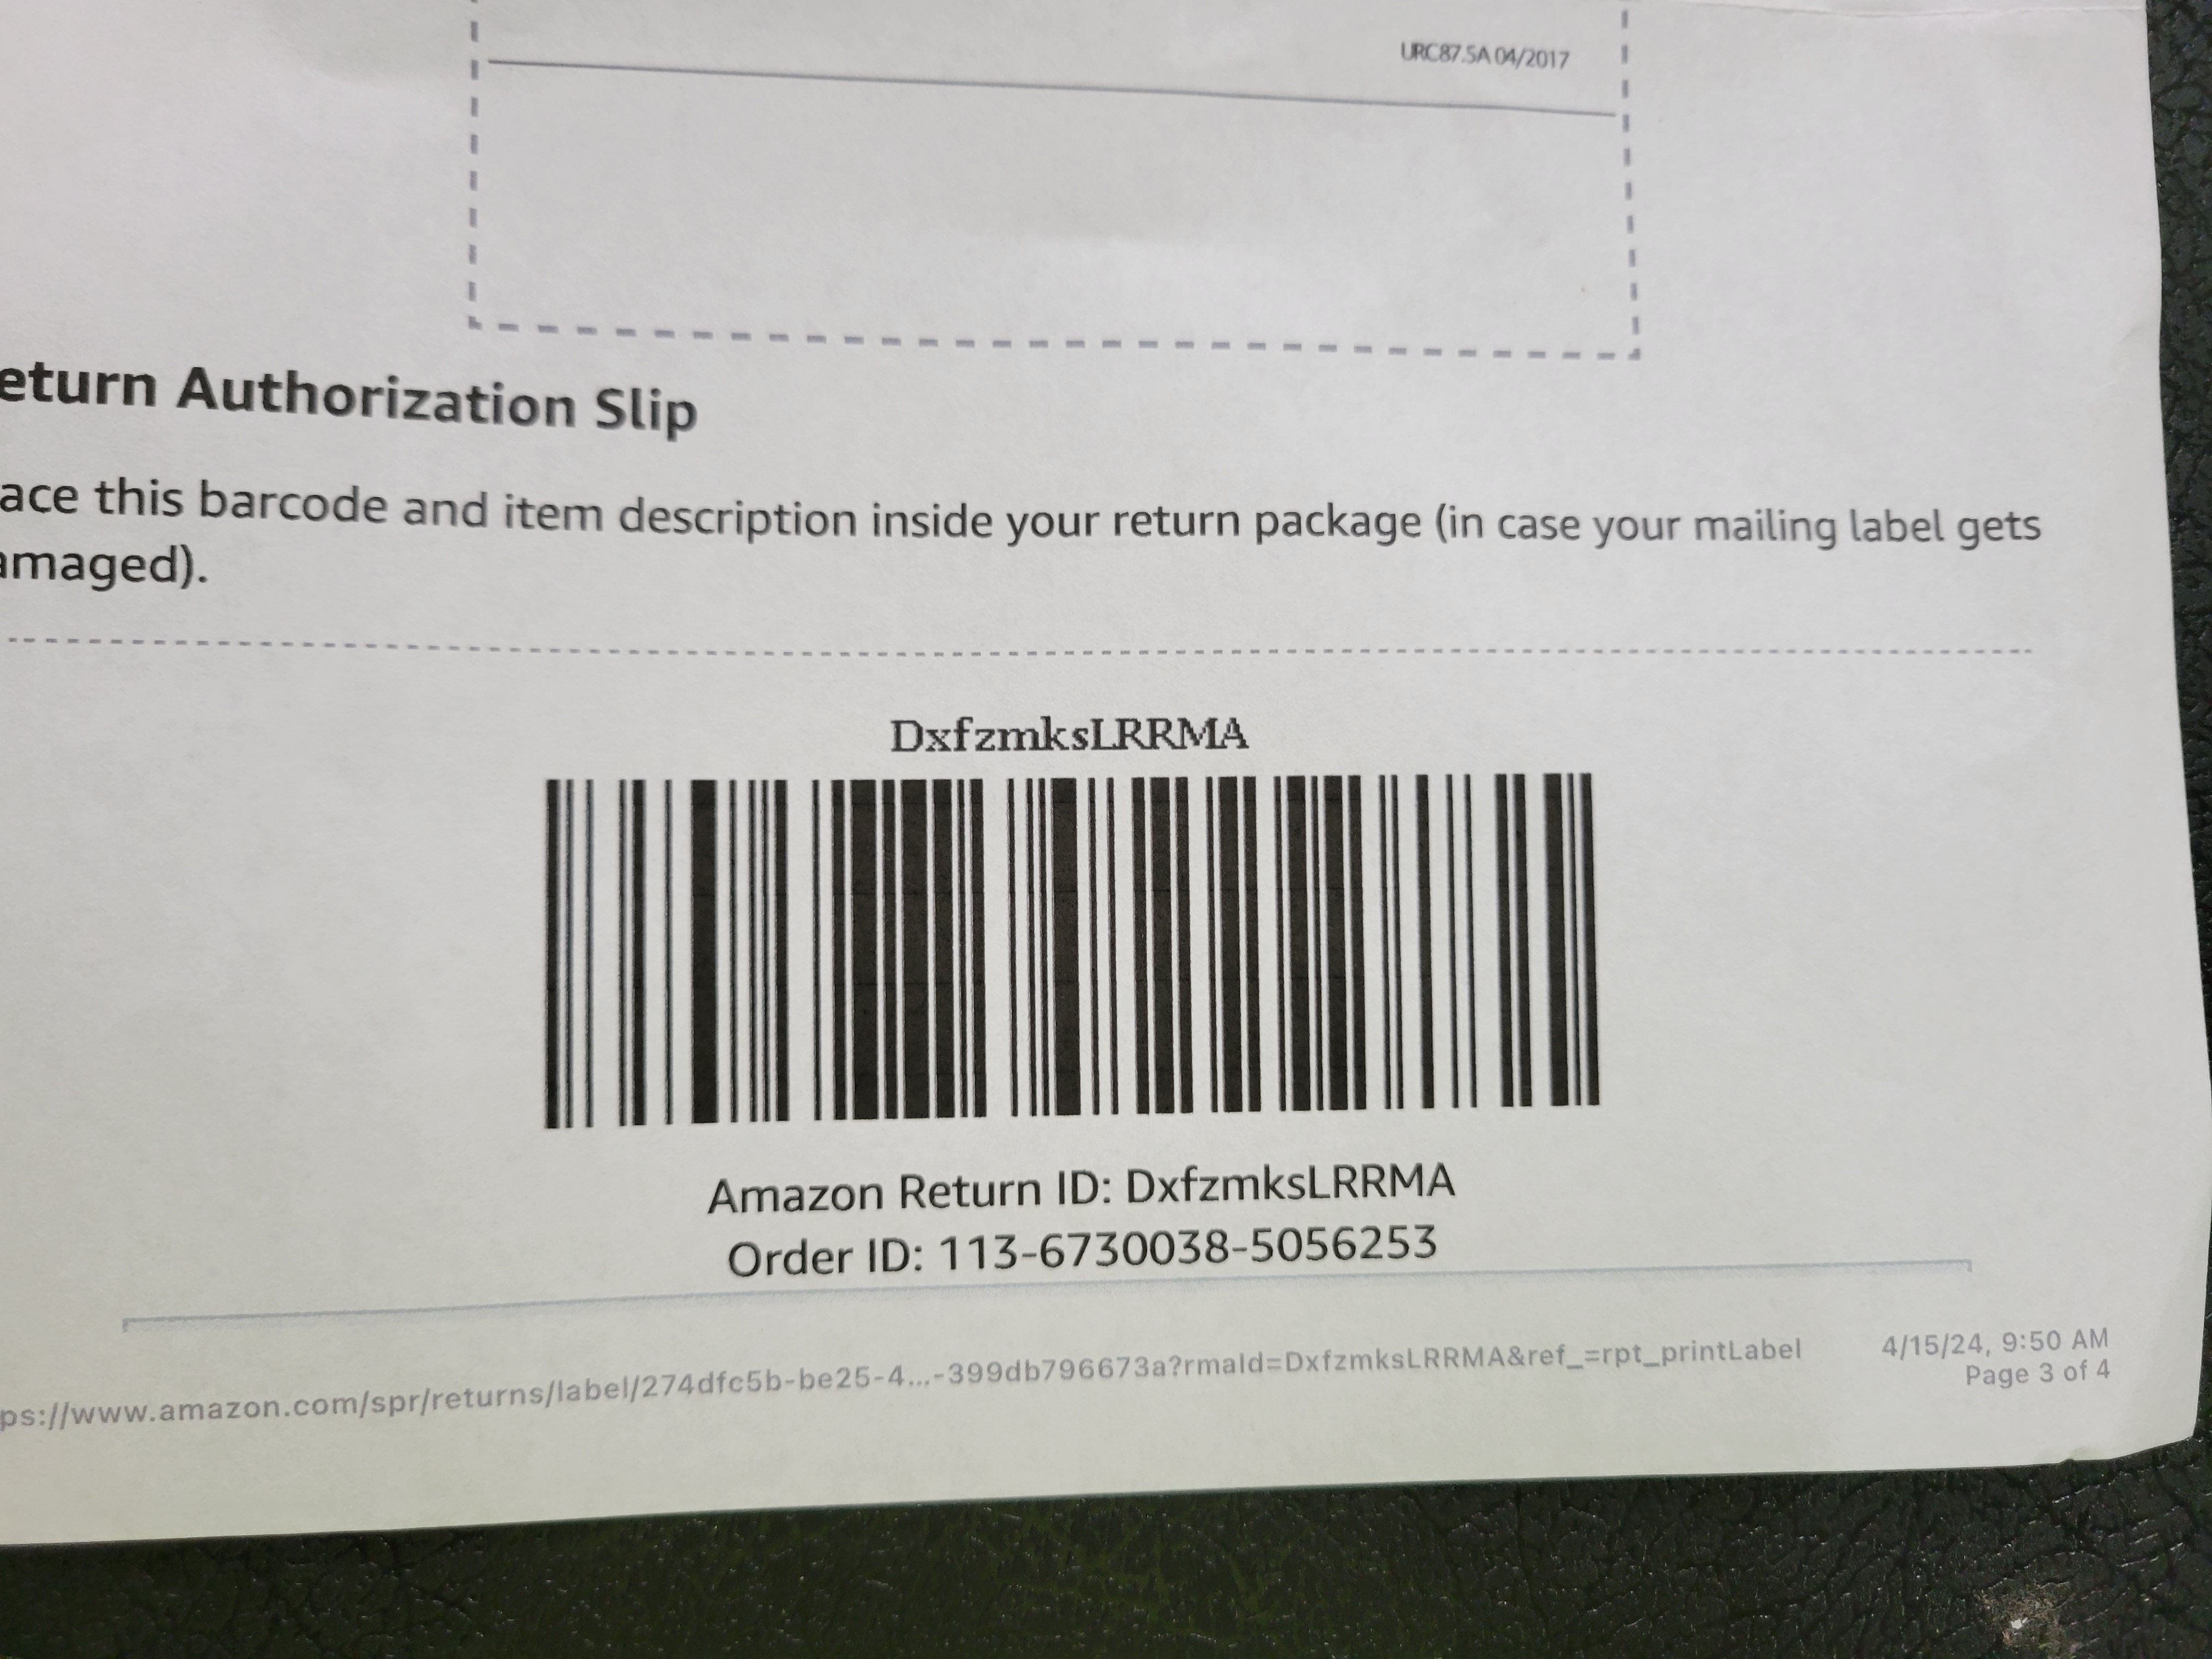 URC87.5A 04/2017
eturn Authorization Slip
ace this barcode and item description inside your return package (in case your mailing label gets
amaged).
DxfzmksLRRMA
Amazon Return ID: DxfzmksLRRMA
Order ID: 113-6730038-5056253
ps://www.amazon.com/spr/returns/label/274dfc5b-be25-4...-399db796673a?rmaId=DxfzmksLRRMA&ref_=rpt_printLabel
4/15/24, 9:50 AM
Page 3 of 4